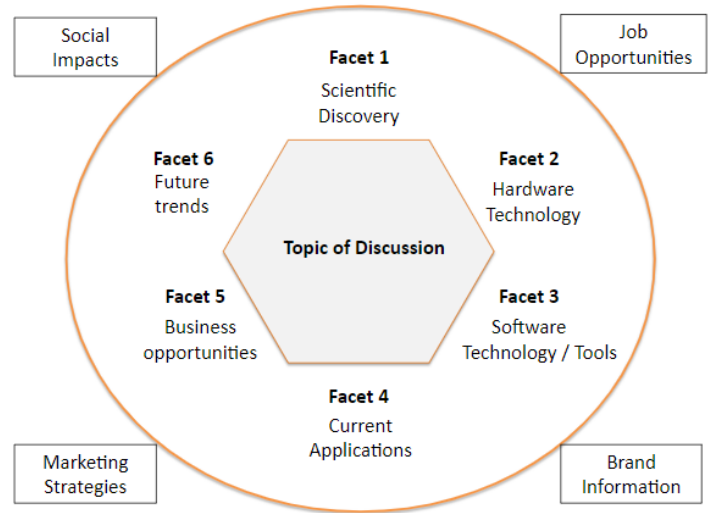 Social
Impacts
Job
Opportunities
Facet 1
Scientific
Discovery
Facet 6
Future
trends
Facet 2
Hardware
Technology
Topic of Discussion
Facet 5
Business
opportunities
Facet 3
Software
Technology / Tools
Facet 4
Current
Applications
Marketing
Strategies
Brand
Information